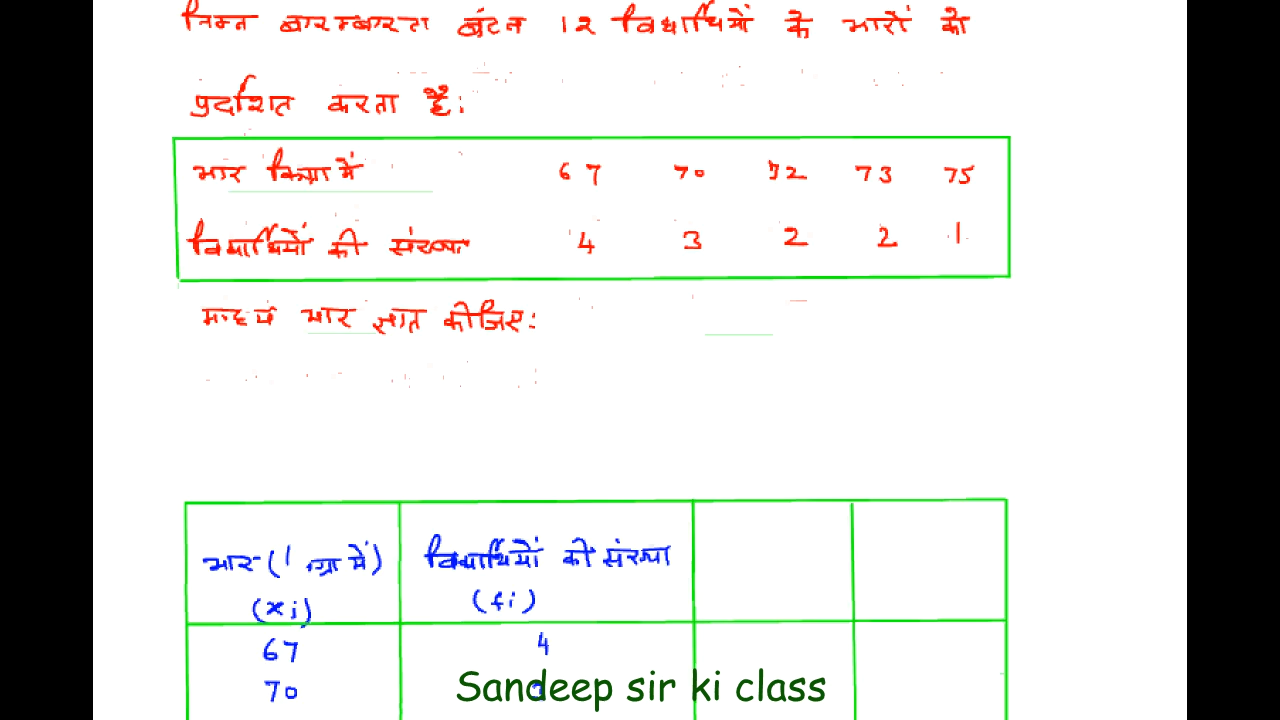 निम्न बारम्बारता बंटन 12 विद्यार्थियों के भारों को
प्रदर्शित करता है:
भार किग्रा में 67 70 72 73 75
विद्यार्थियों की संख्या 4 3 2 2 1
भार ज्ञात कीजिए:
भार (ग्रा में) विद्यार्थियों की संख्या
(xi) (fi)
67 4
70
Sandeep sir ki class